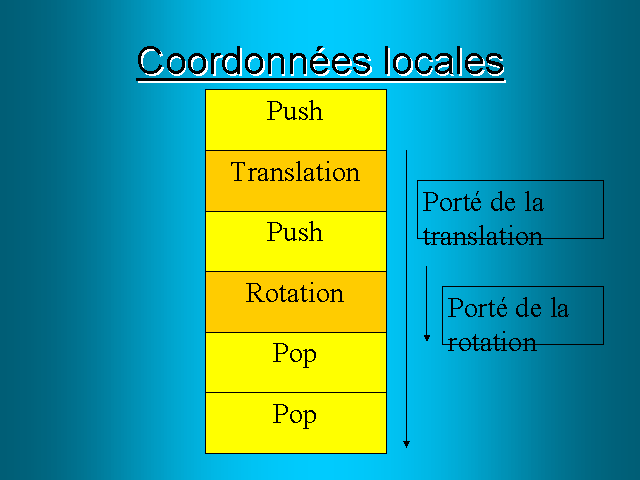 Coordonnées locales
Push
Translation
Push
Rotation
Pop
Pop
Porté de la
translation
Porté de la
rotation